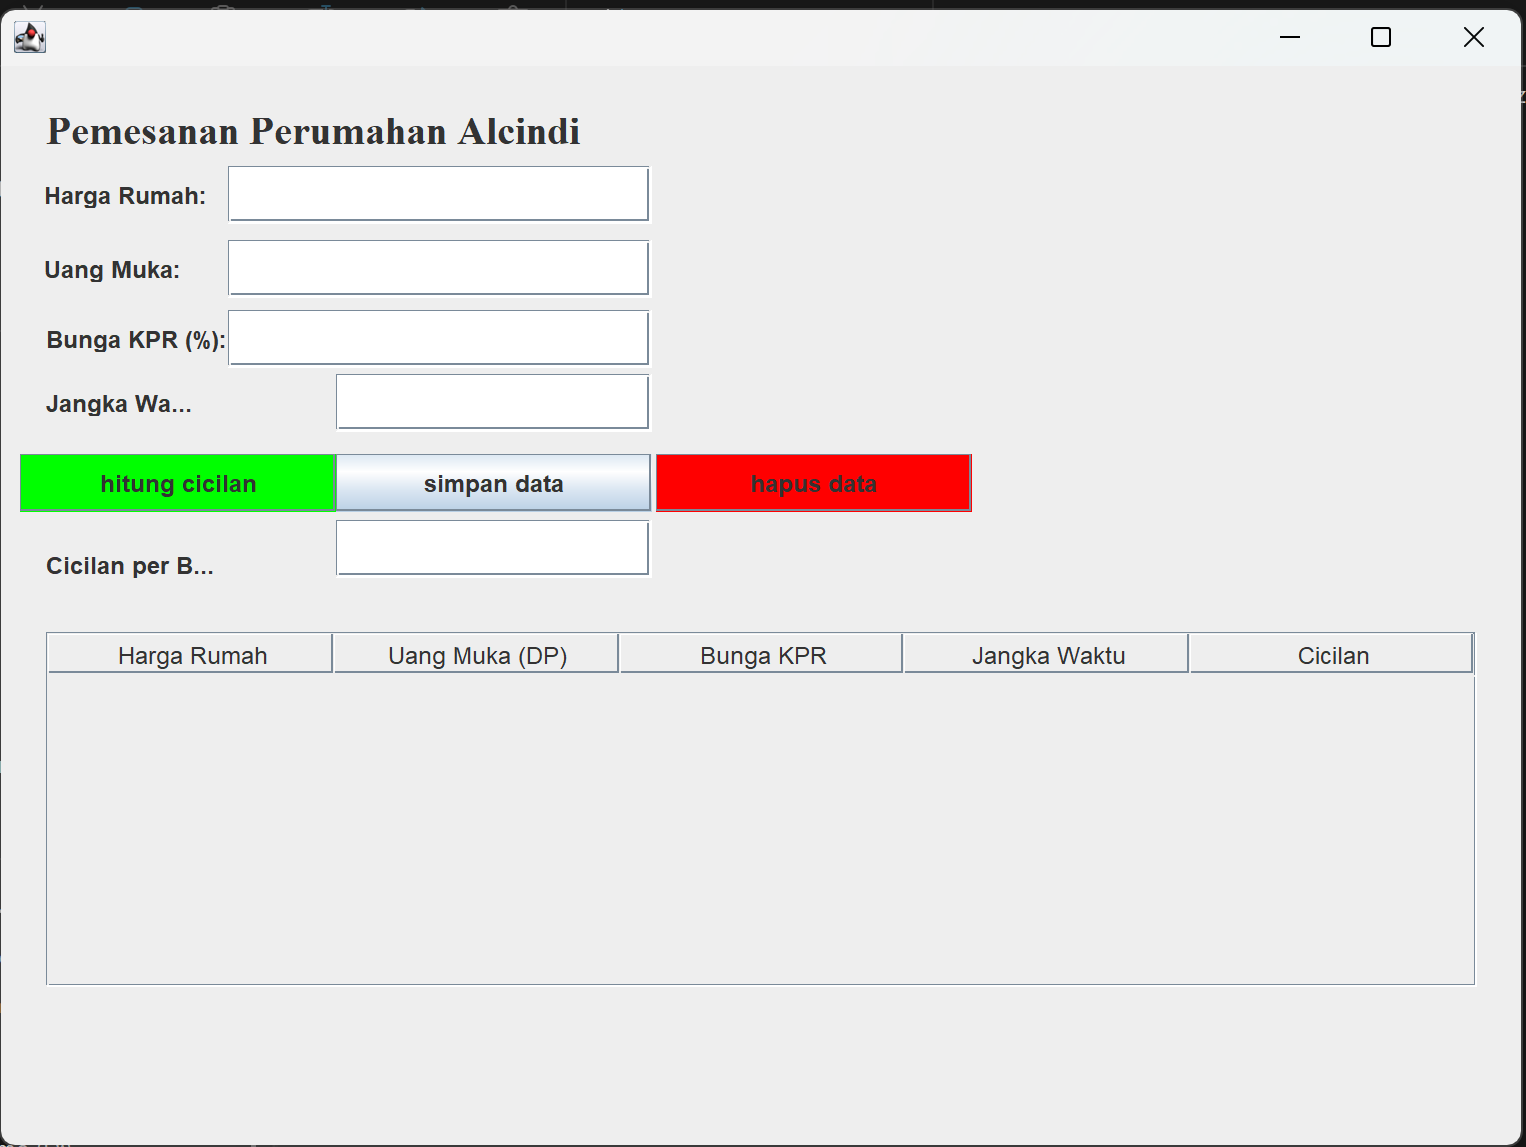 Pemesanan Perumahan Alcindi
Harga Rumah:
Uang Muka:
Bunga KPR (%):
Jangka Wa...
hitung cicilan simpan data hapus data
Cicilan per B...
Harga Rumah Uang Muka (DP) Bunga KPR Jangka Waktu Cicilan